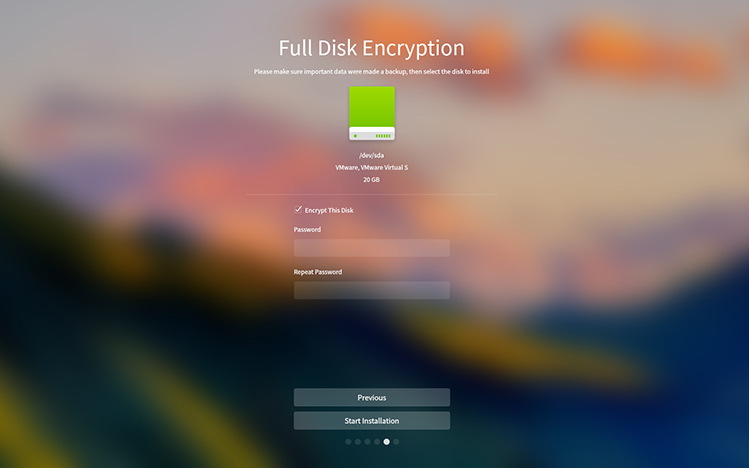 Full Disk Encryption
Please make sure important data were made a backup, then select the disk to install
/dev/sda
VMware, VMware Virtual S
20 GB
Encrypt This Disk
Password
Repeat Password
Previous
Start Installation